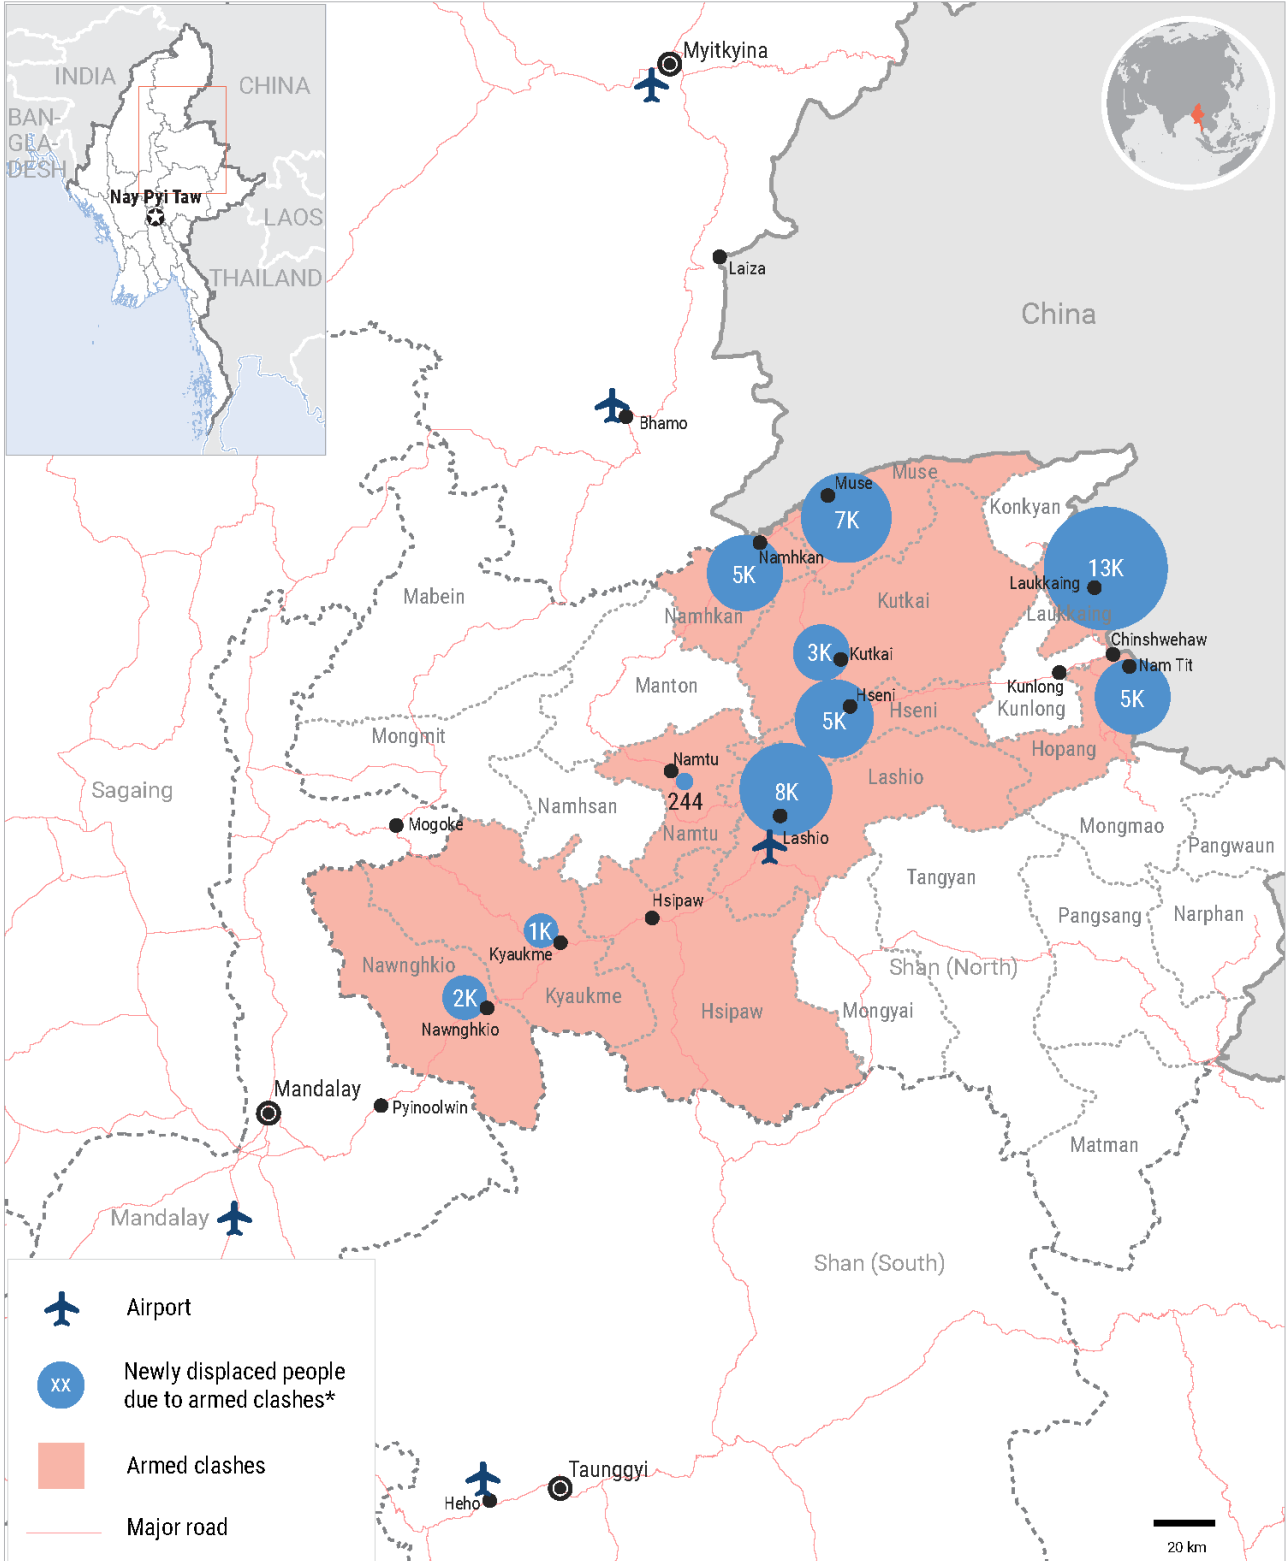 Myitkyina
INDIA
CHINA
BAN-
GLA-
DESH
Nay Pyi Taw
LAOS
THAILAND
Laiza
China
Bhamo
Muse
Muse
7K
Konkyan
Namhkan
5K
13K
Laukkaing
Laukkaing
Mabein
Kutkai
Namhkan
Chinshwehaw
3K
Kutkai
Nam Tit
Manton
Kunlong
Kunlong
5K
Hseni
5K
Hseni
Mongmit
Hopang
Namtu
Lashio
Sagaing
244
8K
Namhsan
Mogoke
Namtu
Lashio
Mongmao
Pangwaun
Tangyan
Hsipaw
Pangsang
Narphan
1K
Kyaukme
Nawnghkio
Shan (North)
2K
Kyaukme
Hsipaw
Mongyai
Nawnghkio
Mandalay
Pyinoolwin
Matman
Mandalay
Shan (South)
Airport
XX
Newly displaced people
due to armed clashes*
Armed clashes
Major road
Taunggyi
Heho
20 km